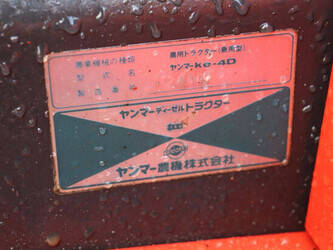 農業機械の種類 農用トラクター(乗用型)
型式名 ヤンマーke-4D
製造番号
ヤンマーディーゼルトラクター
ヤンマー農機株式会社